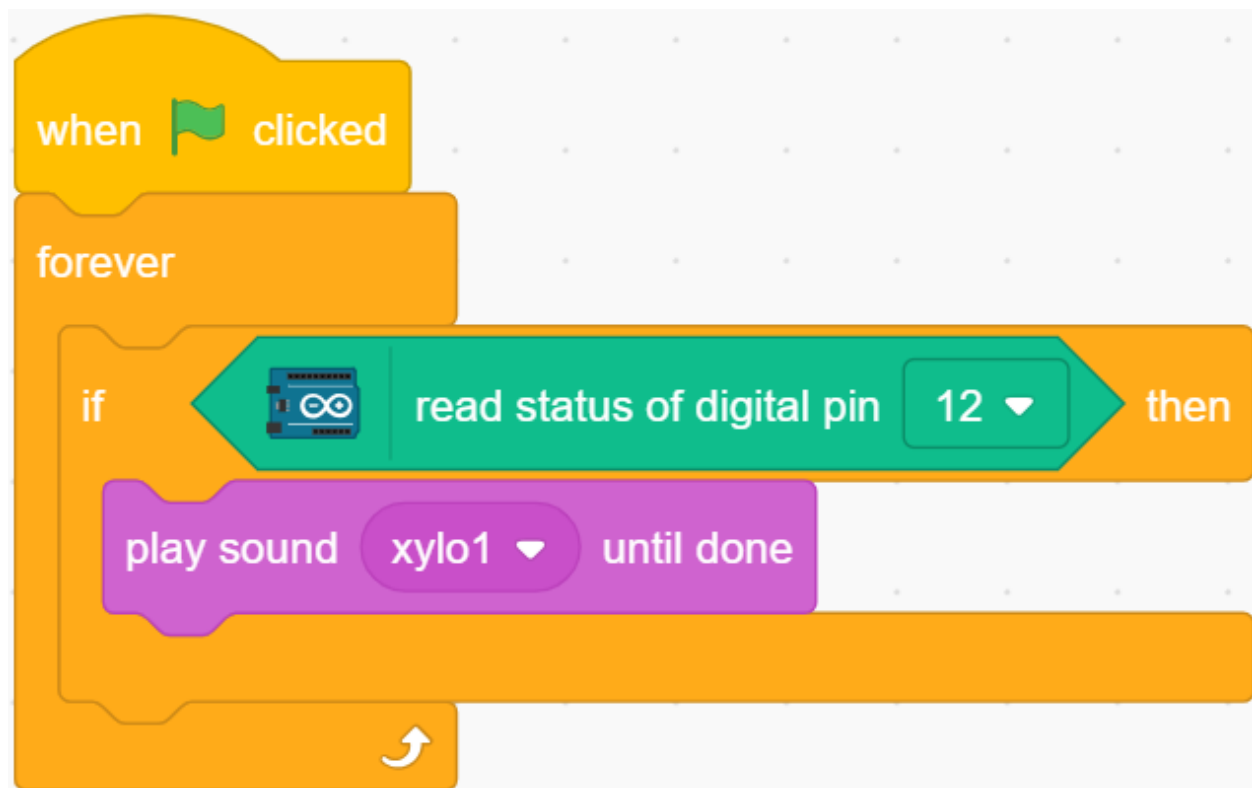 when clicked
forever
if read status of digital pin 12 then
play sound xylo1 until done